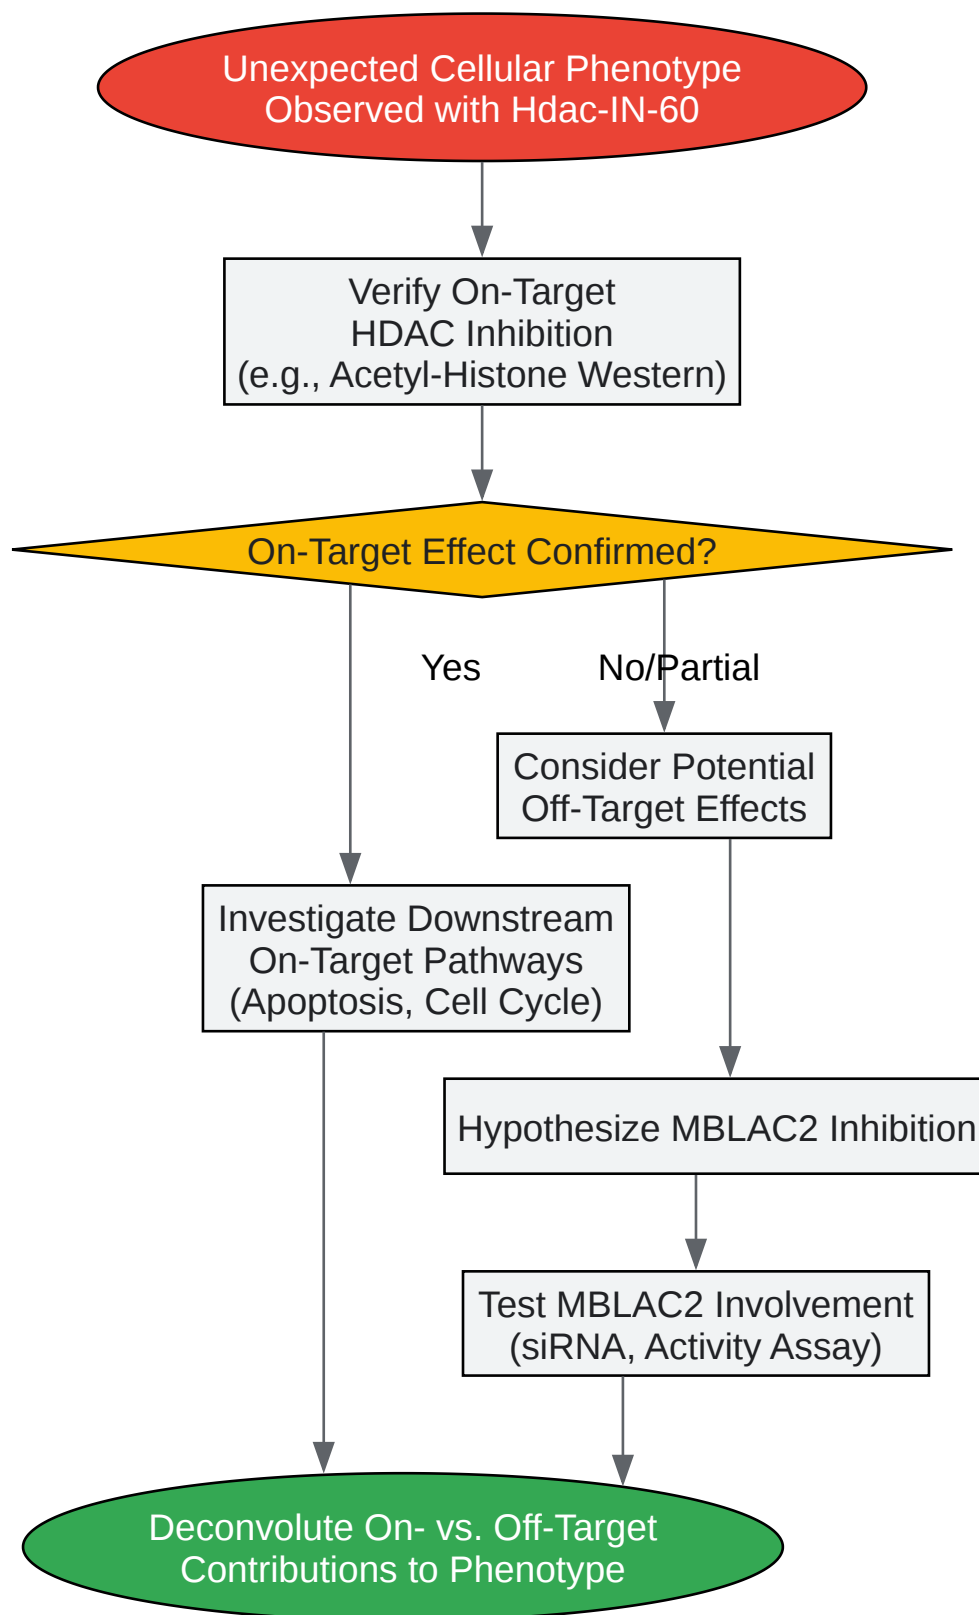 Unexpected Cellular Phenotype
Observed with Hdac-IN-60
Verify On-Target
HDAC Inhibition
(e.g., Acetyl-Histone Western)
On-Target Effect Confirmed?
Yes
No/Partial
Consider Potential
Off-Target Effects
Investigate Downstream
On-Target Pathways
(Apoptosis, Cell Cycle)
Hypothesize MBLAC2 Inhibition
Test MBLAC2 Involvement
(siRNA, Activity Assay)
Deconvolute On- vs. Off-Target
Contributions to Phenotype